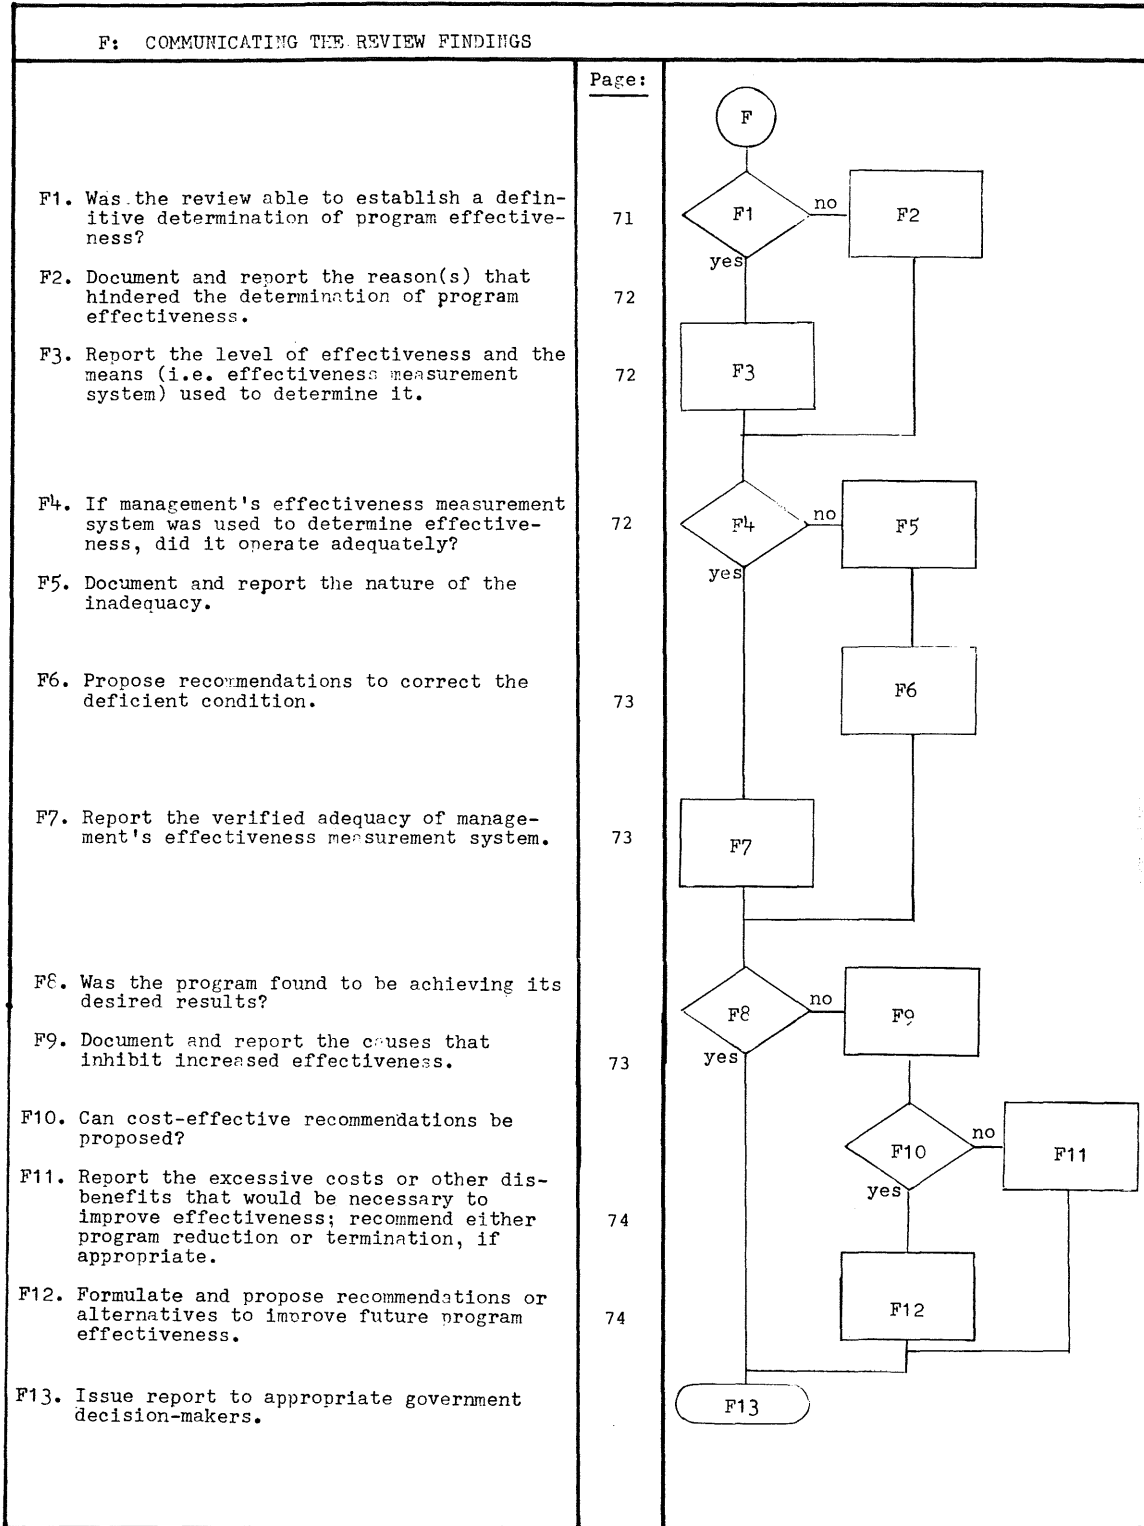 F: COMMUNICATING THE REVIEW FINDINGS
Page:
F1. Was the review able to establish a defin-
itive determination of program effective-
ness?
71
F2. Document and report the reason(s) that
hindered the determination of program
effectiveness.
72
F3. Report the level of effectiveness and the
means (i.e. effectiveness measurement
system) used to determine it.
72
F4. If management's effectiveness measurement
system was used to determine effective-
ness, did it operate adequately?
72
F5. Document and report the nature of the
inadequacy.
F6. Propose recommendations to correct the
deficient condition.
73
F7. Report the verified adequacy of manage-
ment's effectiveness measurement system.
73
F8. Was the program found to be achieving its
desired results?
F9. Document and report the causes that
inhibit increased effectiveness.
73
F10. Can cost-effective recommendations be
proposed?
F11. Report the excessive costs or other dis-
benefits that would be necessary to
improve effectiveness; recommend either
program reduction or termination, if
appropriate.
74
F12. Formulate and propose recommendations or
alternatives to improve future program
effectiveness.
74
F13. Issue report to appropriate government
decision-makers.
F
F1
no
F2
yes
F3
F4
no
F5
yes
F6
F7
F8
no
F9
yes
F10
no
F11
yes
F12
F13